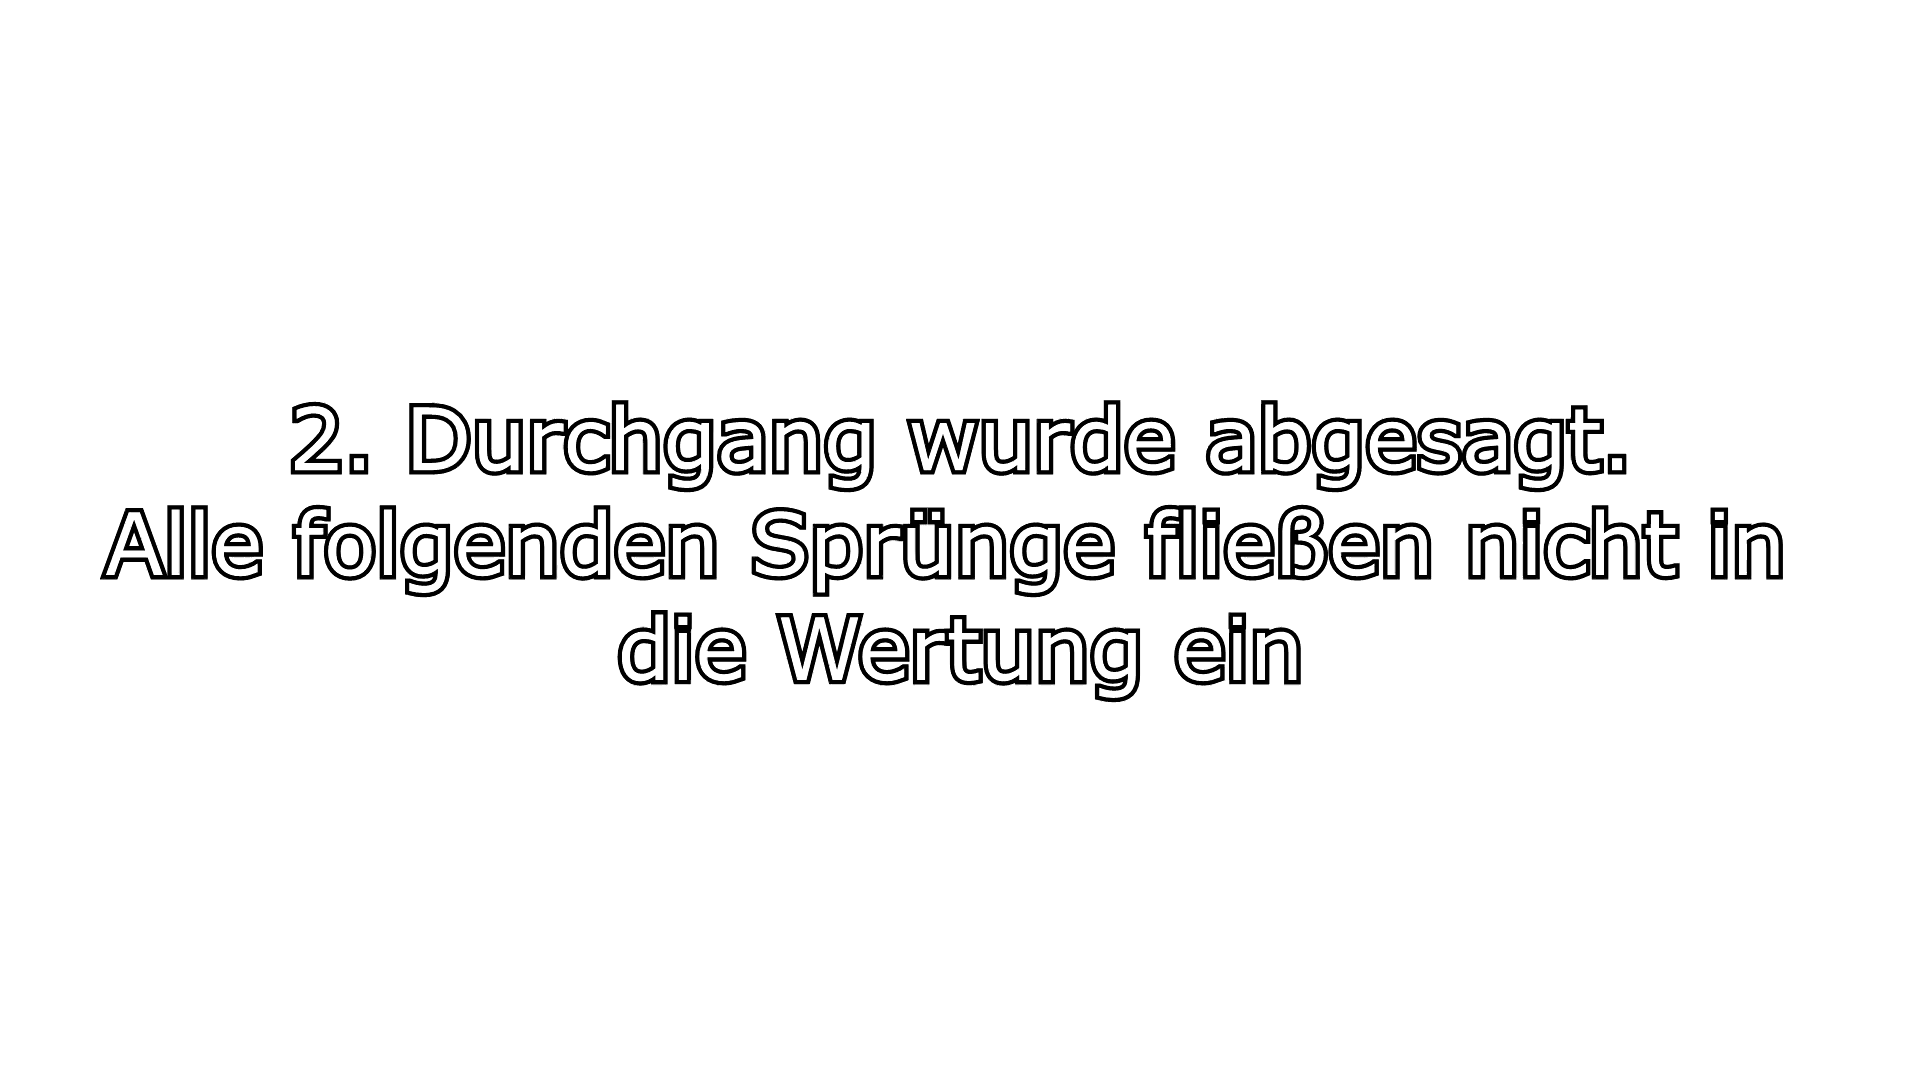 2. Durchgang wurde abgesagt.
Alle folgenden Sprünge fließen nicht in
die Wertung ein